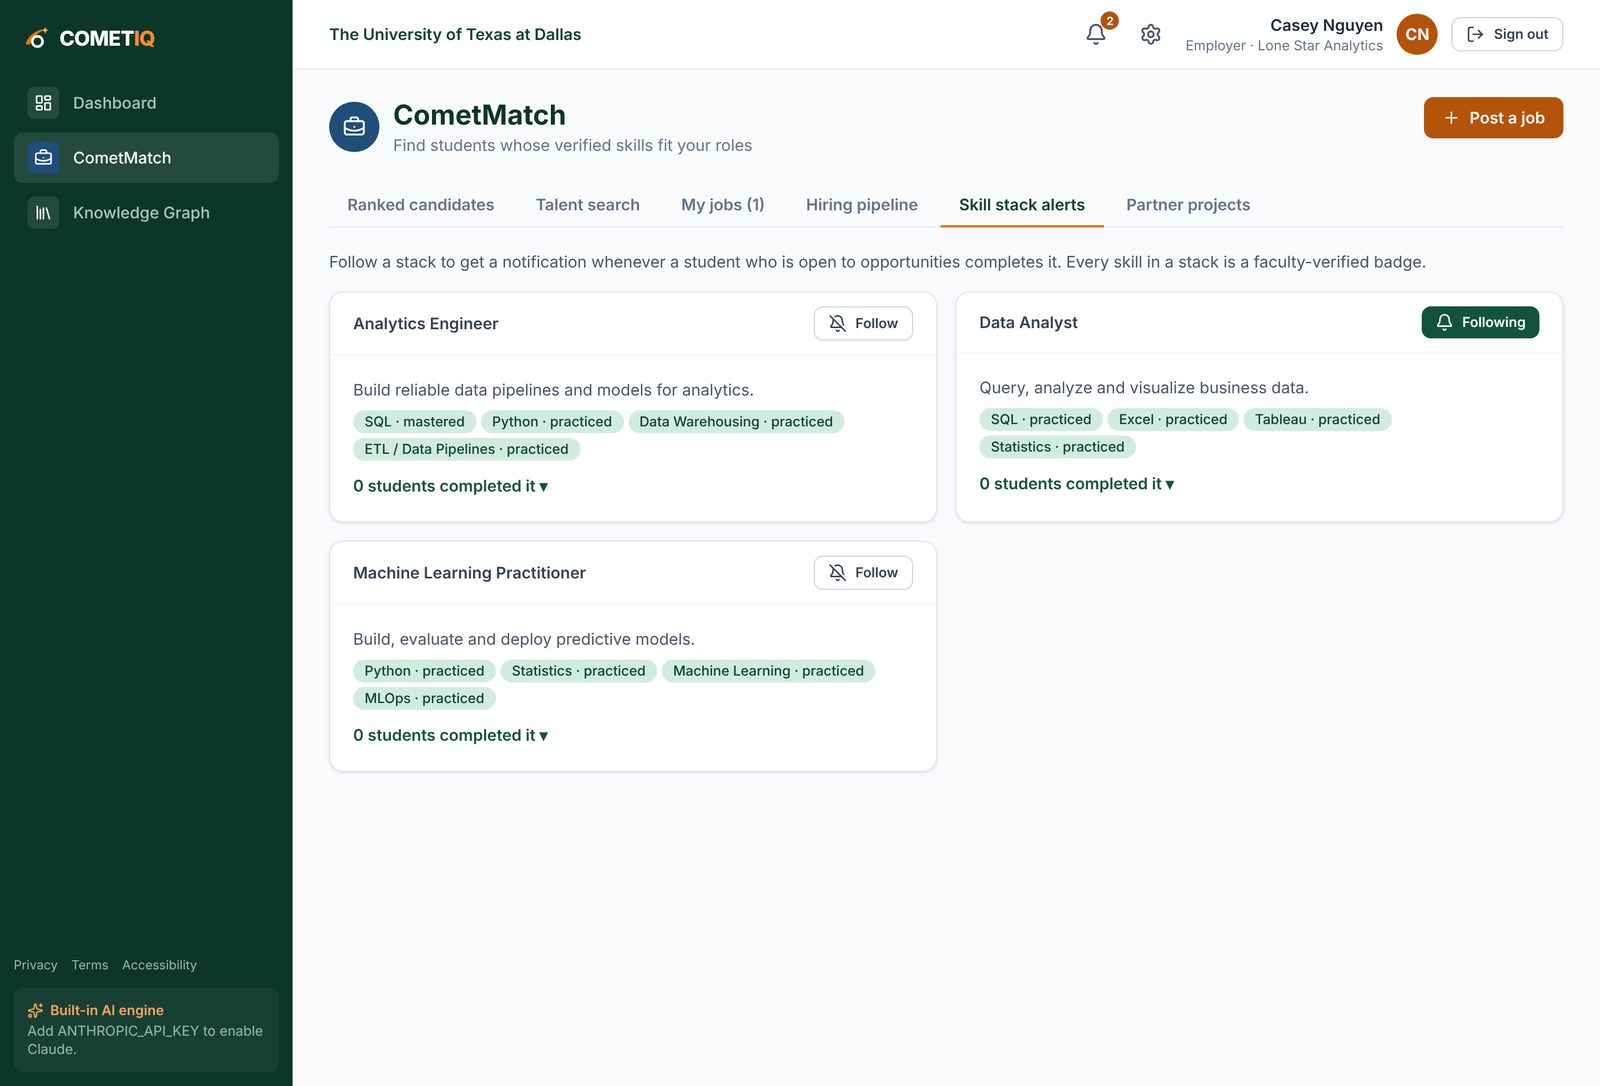 COMETIQ
Dashboard
CometMatch
Knowledge Graph
Privacy Terms Accessibility
Built-in AI engine
Add ANTHROPIC_API_KEY to enable
Claude.
The University of Texas at Dallas
2
Casey Nguyen
Employer · Lone Star Analytics
CN
Sign out
CometMatch
Find students whose verified skills fit your roles
+ Post a job
Ranked candidates Talent search My jobs (1) Hiring pipeline Skill stack alerts Partner projects
Follow a stack to get a notification whenever a student who is open to opportunities completes it. Every skill in a stack is a faculty-verified badge.
Analytics Engineer
Follow
Build reliable data pipelines and models for analytics.
SQL · mastered Python · practiced Data Warehousing · practiced
ETL / Data Pipelines · practiced
0 students completed it ▾
Data Analyst
Following
Query, analyze and visualize business data.
SQL · practiced Excel · practiced Tableau · practiced
Statistics · practiced
0 students completed it ▾
Machine Learning Practitioner
Follow
Build, evaluate and deploy predictive models.
Python · practiced Statistics · practiced Machine Learning · practiced
MLOps · practiced
0 students completed it ▾